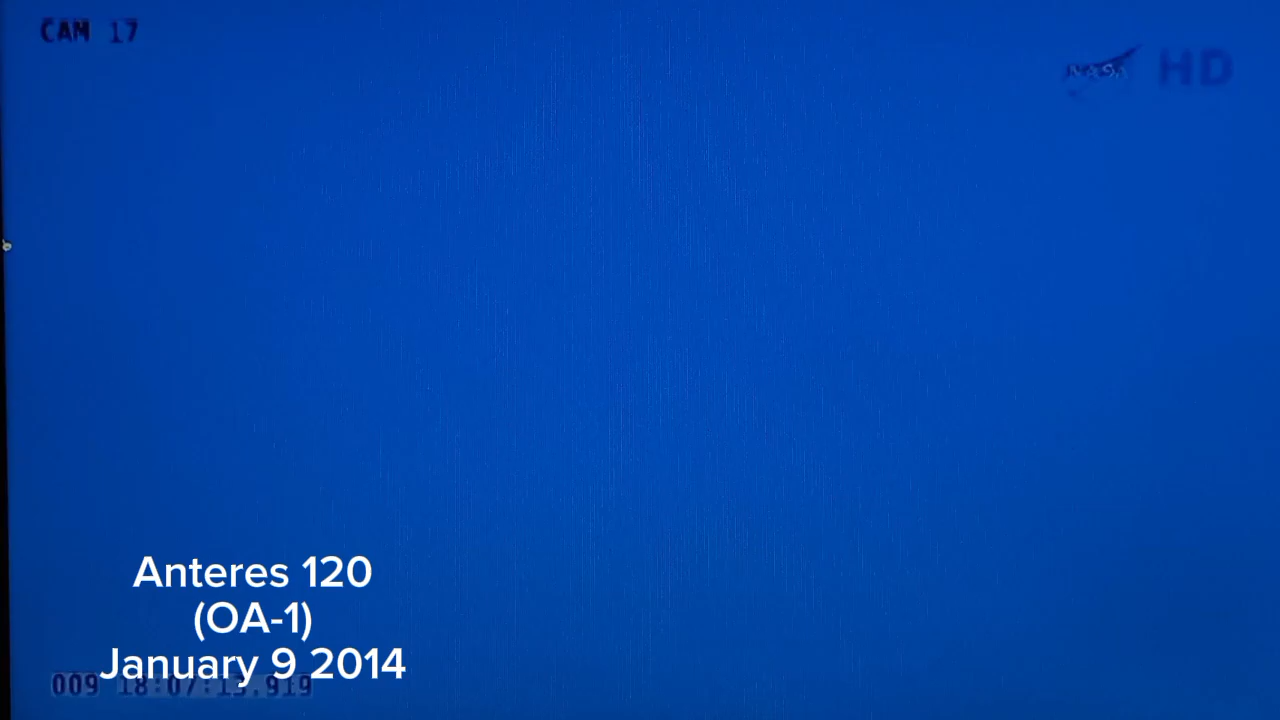 CAM 17
NASA HD
Anteres 120
(OA-1)
January 9 2014
009 18:07:13.919